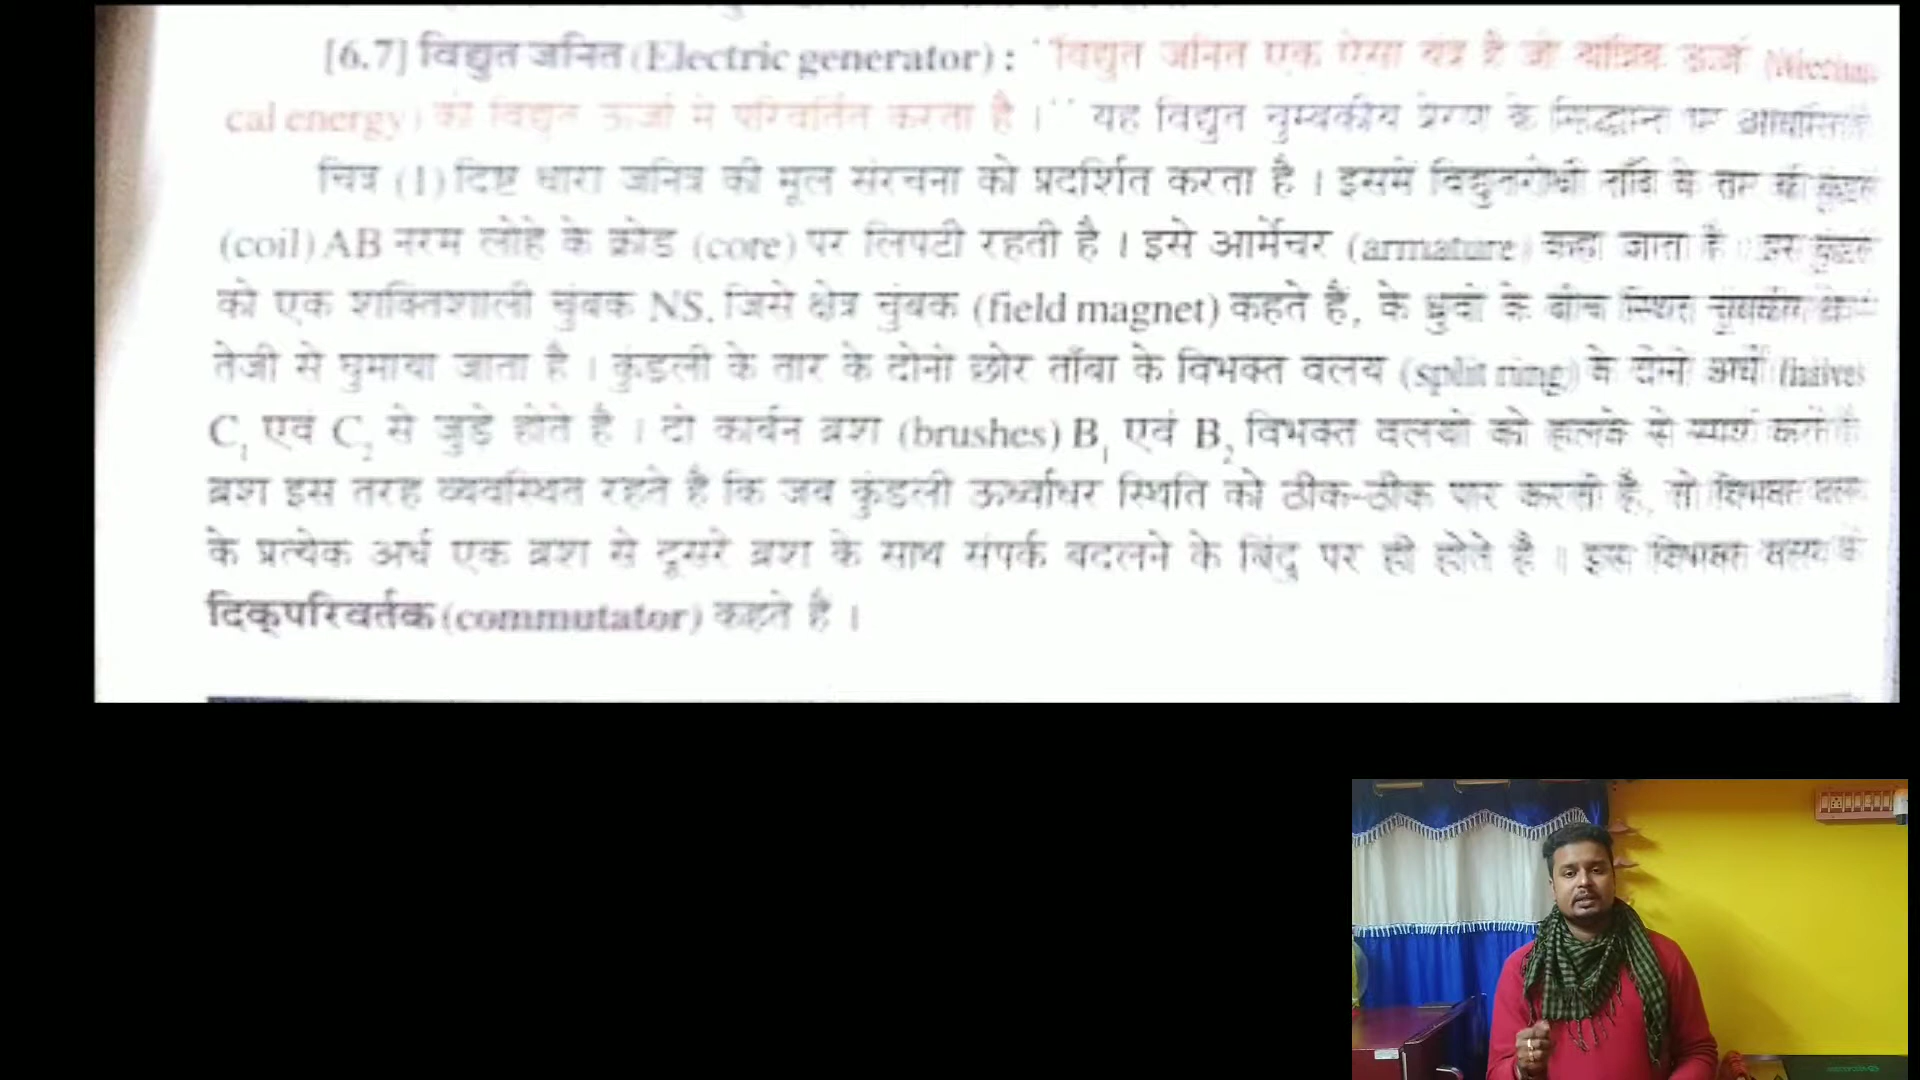 [6.7] विद्युत जनित (Electric generator) : "विद्युत जनित एक ऐसा यंत्र है जो यांत्रिक ऊर्जा (Mechani-
cal energy) को विद्युत ऊर्जा में परिवर्तित करता है ।" यह विद्युत चुम्बकीय प्रेरण के सिद्धान्त पर आधारित है
चित्र (1) दिष्ट धारा जनित्र की मूल संरचना को प्रदर्शित करता है । इसमें विद्युतरोधी ताँबे के तार की कुंडली
(coil) AB नरम लोहे के क्रोड (core) पर लिपटी रहती है । इसे आर्मेचर (armature) कहा जाता है । इस कुंडली
को एक शक्तिशाली चुंबक NS, जिसे क्षेत्र चुंबक (field magnet) कहते हैं, के ध्रुवों के बीच स्थित चुंबकीय क्षेत्र
तेजी से घुमाया जाता है । कुंडली के तार के दोनों छोर ताँबा के विभक्त वलय (split ring) के दोनों अर्धों (halves
C₁ एवं C₂ से जुड़े होते है । दो कार्बन ब्रश (brushes) B₁ एवं B₂ विभक्त वलयों को हलके से स्पर्श करते है
ब्रश इस तरह व्यवस्थित रहते है कि जब कुंडली ऊर्ध्वाधर स्थिति को ठीक-ठीक पार करती है, तो विभक्त वलय
के प्रत्येक अर्ध एक ब्रश से दूसरे ब्रश के साथ संपर्क बदलने के बिंदु पर ही होते है । इस विभक्त वलय को
दिक्‌परिवर्तक (commutator) कहते है ।